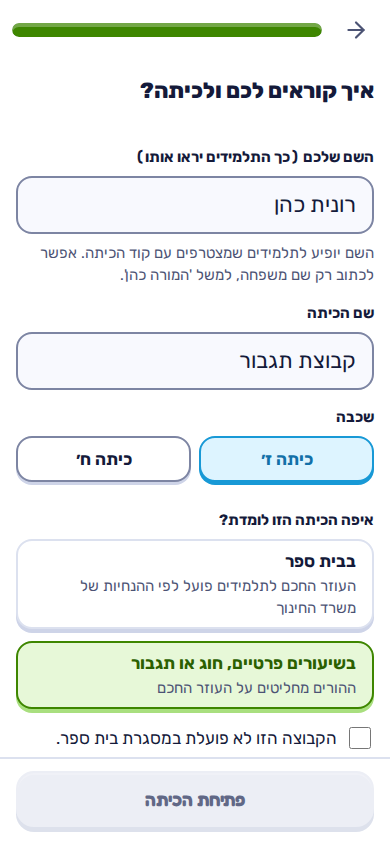 איך קוראים לכם ולכיתה?
השם שלכם (כך התלמידים יראו אותו)
רונית כהן
השם יופיע לתלמידים שמצטרפים עם קוד הכיתה. אפשר
לכתוב רק שם משפחה, למשל 'המורה כהן'.
שם הכיתה
קבוצת תגבור
שכבה
כיתה ז׳
כיתה ח׳
איפה הכיתה הזו לומדת?
בבית ספר
העוזר החכם לתלמידים פועל לפי ההנחיות של
משרד החינוך
בשיעורים פרטיים, חוג או תגבור
ההורים מחליטים על העוזר החכם
הקבוצה הזו לא פועלת במסגרת בית ספר.
פתיחת הכיתה